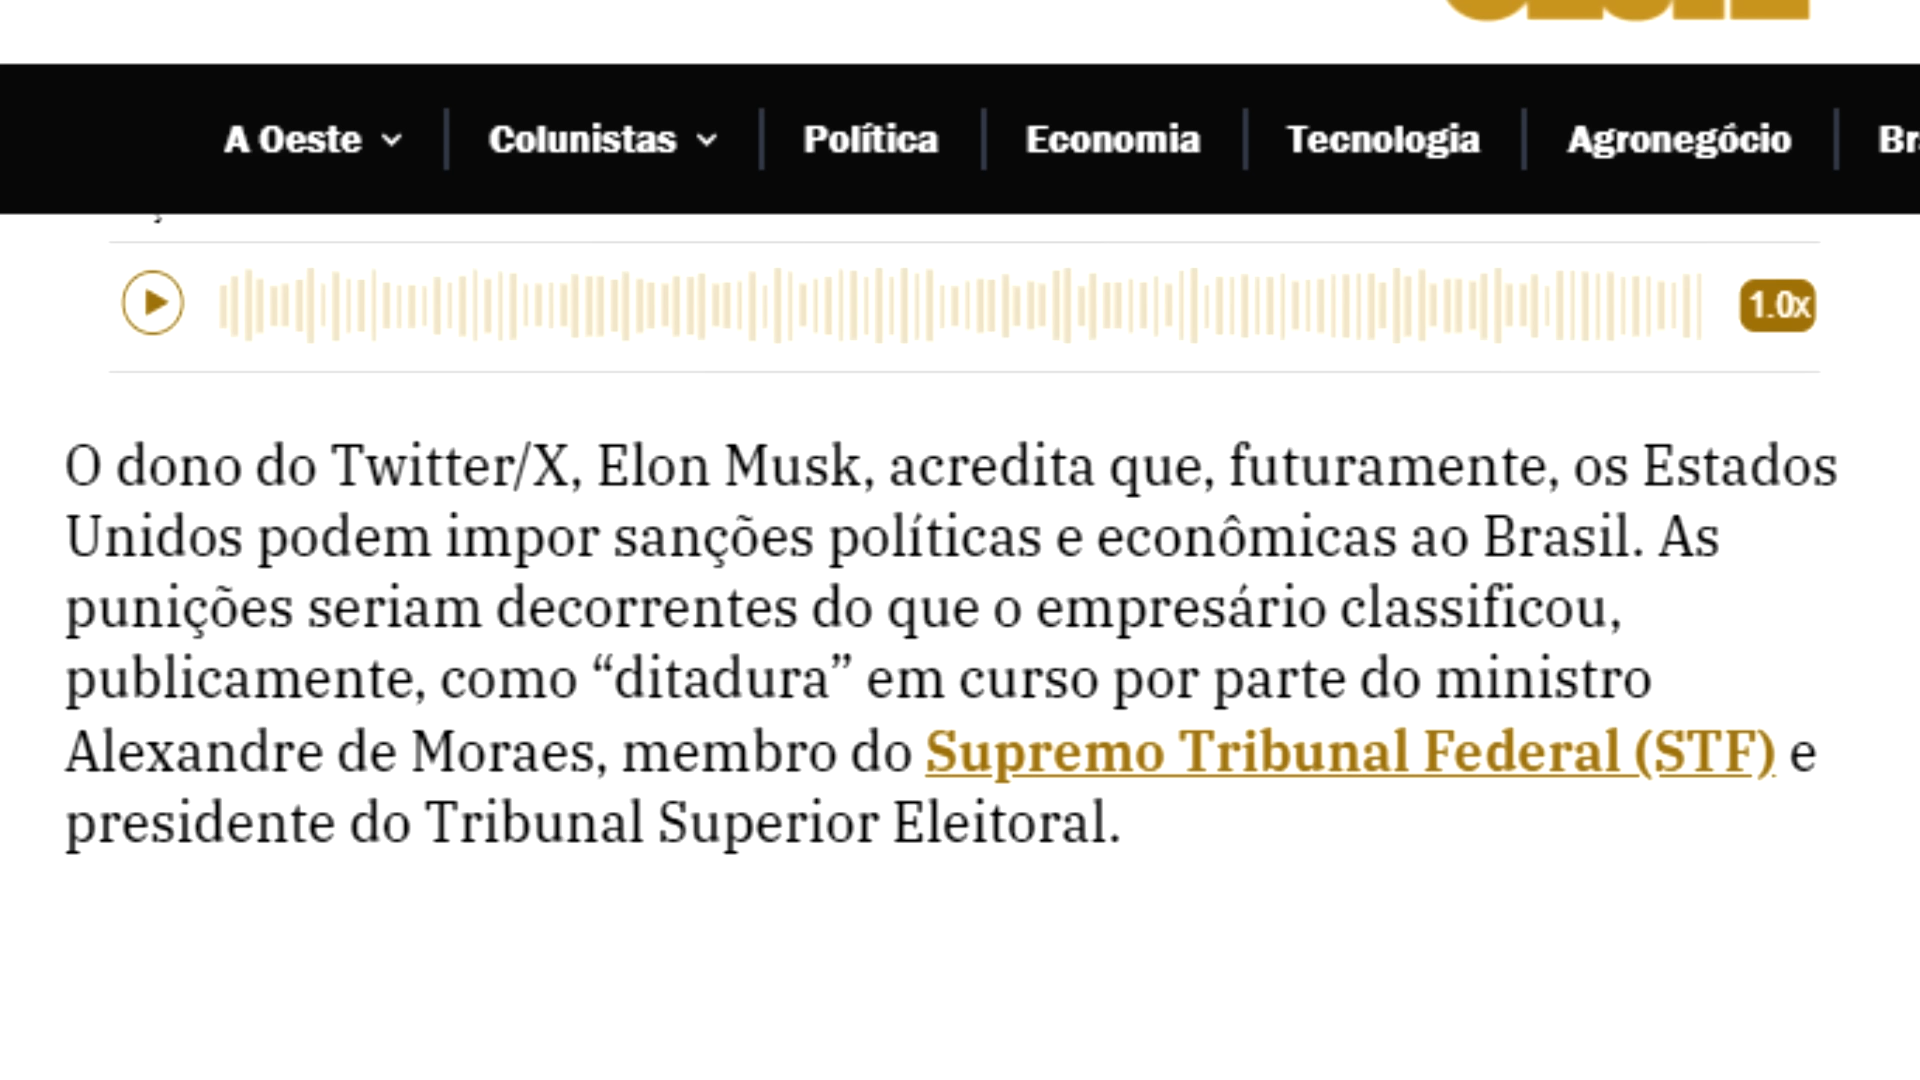 A Oeste
Colunistas
Política
Economia
Tecnologia
Agronegócio
1.0x
O dono do Twitter/X, Elon Musk, acredita que, futuramente, os Estados
Unidos podem impor sanções políticas e econômicas ao Brasil. As
punições seriam decorrentes do que o empresário classificou,
publicamente, como “ditadura” em curso por parte do ministro
Alexandre de Moraes, membro do Supremo Tribunal Federal (STF) e
presidente do Tribunal Superior Eleitoral.